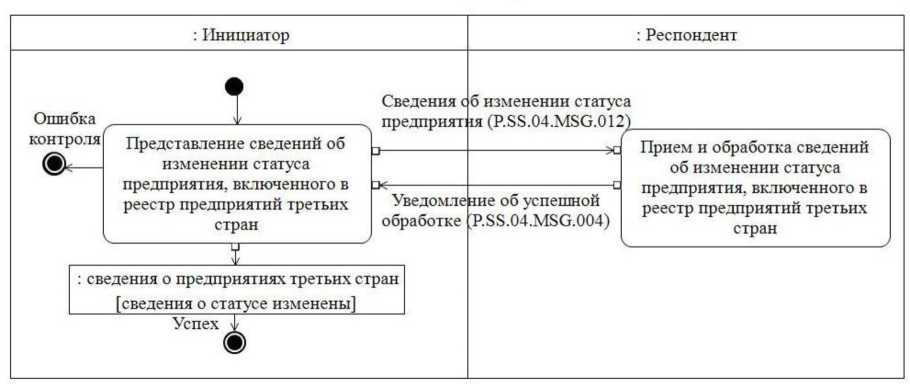 : Инициатор
: Респондент
Ошибка
контроля
Представление сведений об
изменении статуса
предприятия, включенного в
реестр предприятий третьих
стран
Сведения об изменении статуса
предприятия (P.SS.04.MSG.012)
Уведомление об успешной
обработке (P.SS.04.MSG.004)
Прием и обработка сведений
об изменении статуса
предприятия, включенного в
реестр предприятий третьих
стран
: сведения о предприятиях третьих стран
[сведения о статусе изменены]
Успех